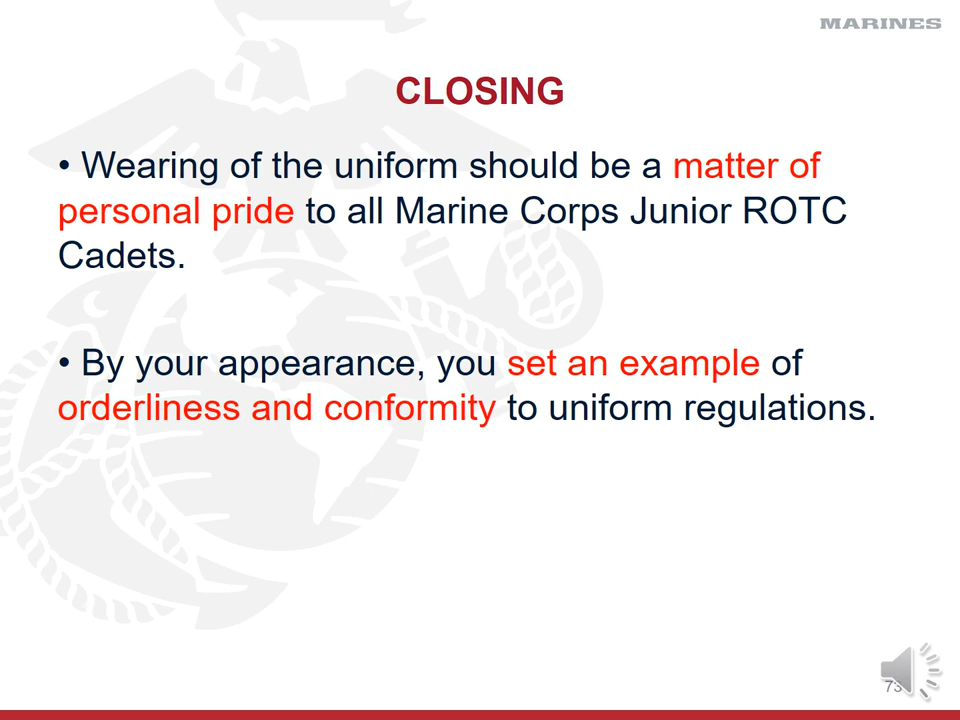 MARINES
CLOSING
• Wearing of the uniform should be a matter of
personal pride to all Marine Corps Junior ROTC
Cadets.
• By your appearance, you set an example of
orderliness and conformity to uniform regulations.
73